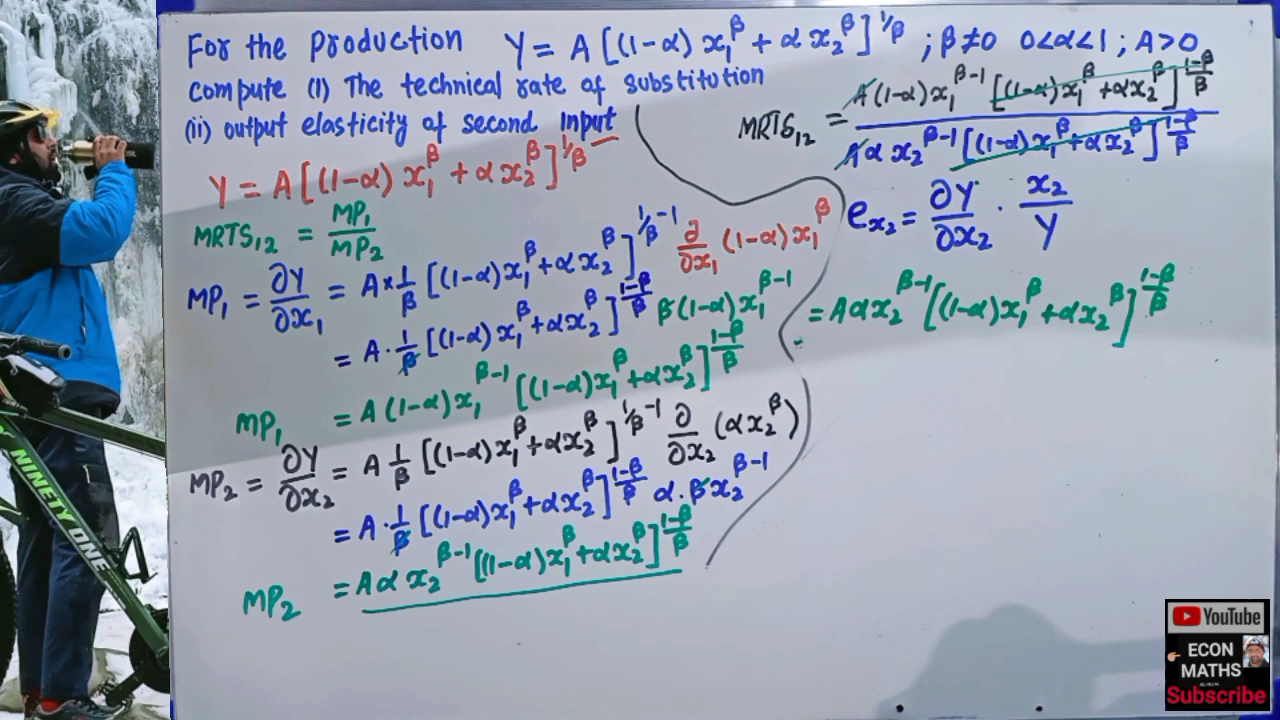 For the Production Y = A [(1-α) x₁^β + α x₂^β]^1/β ; β≠0 0<α<1 ; A>0
compute (i) The technical rate of substitution
(ii) output elasticity of second input
Y = A [(1-α) x₁^β + α x₂^β]^1/β
MRTS₁₂ = MP₁/MP₂
MP₁ = ∂Y/∂x₁ = A × 1/β [(1-α)x₁^β + αx₂^β]^1/β-1 ∂/∂x₁ (1-α)x₁^β
= A · 1/β [(1-α)x₁^β + αx₂^β]^(1-β)/β β(1-α)x₁^β-1
MP₁ = A(1-α)x₁^β-1 [(1-α)x₁^β + αx₂^β]^(1-β)/β
MP₂ = ∂Y/∂x₂ = A 1/β [(1-α)x₁^β + αx₂^β]^1/β-1 ∂/∂x₂ (αx₂^β)
= A · 1/β [(1-α)x₁^β + αx₂^β]^(1-β)/β α·βx₂^β-1
MP₂ = Aα x₂^β-1 [(1-α)x₁^β + αx₂^β]^(1-β)/β
MRTS₁₂ = A(1-α)x₁^β-1 [(1-α)x₁^β + αx₂^β]^(1-β)/β
Aα x₂^β-1 [(1-α)x₁^β + αx₂^β]^(1-β)/β
e_x₂ = ∂Y/∂x₂ · x₂/Y
= Aαx₂^β-1 [(1-α)x₁^β + αx₂^β]^(1-β)/β
NINETY ONE
YouTube
ECON
MATHS
Subscribe